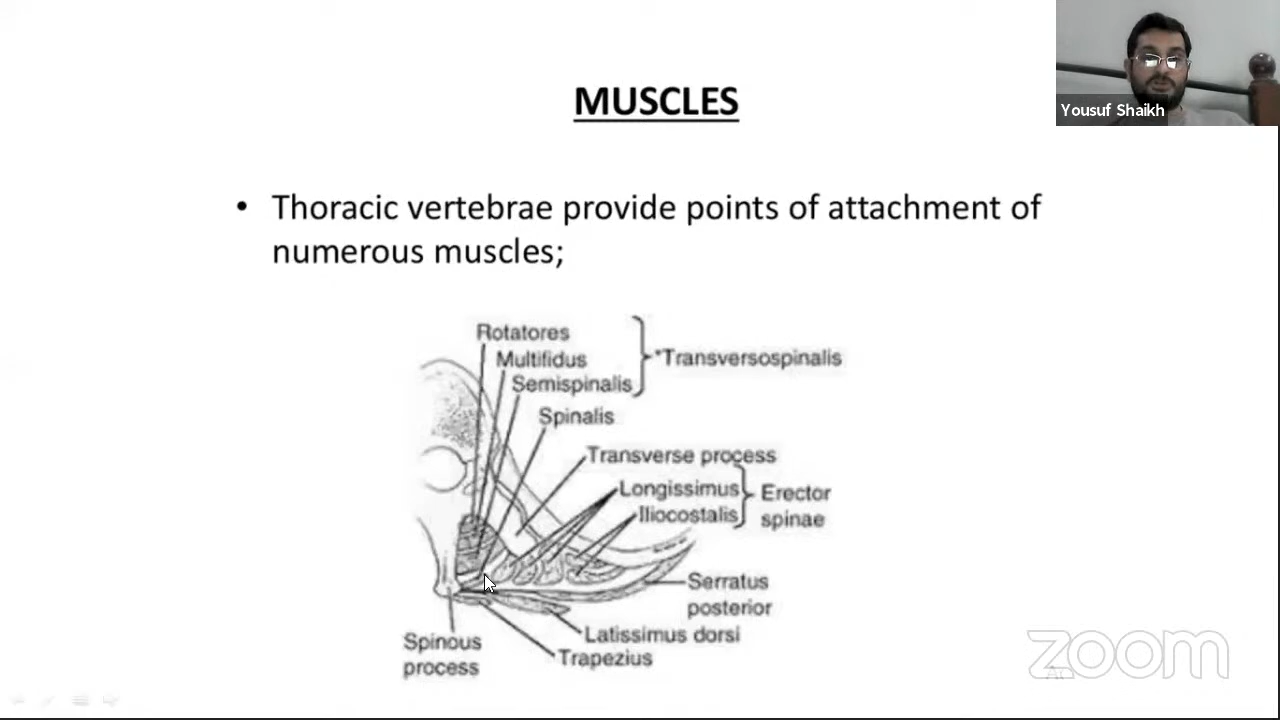 MUSCLES
Yousuf Shaikh
• Thoracic vertebrae provide points of attachment of
numerous muscles;
Rotatores
Multifidus
*Transversospinalis
Semispinalis
Spinalis
Transverse process
Longissimus
Erector
Iliocostalis
spinae
Serratus
posterior
Latissimus dorsi
Spinous
process
Trapezius
zoom